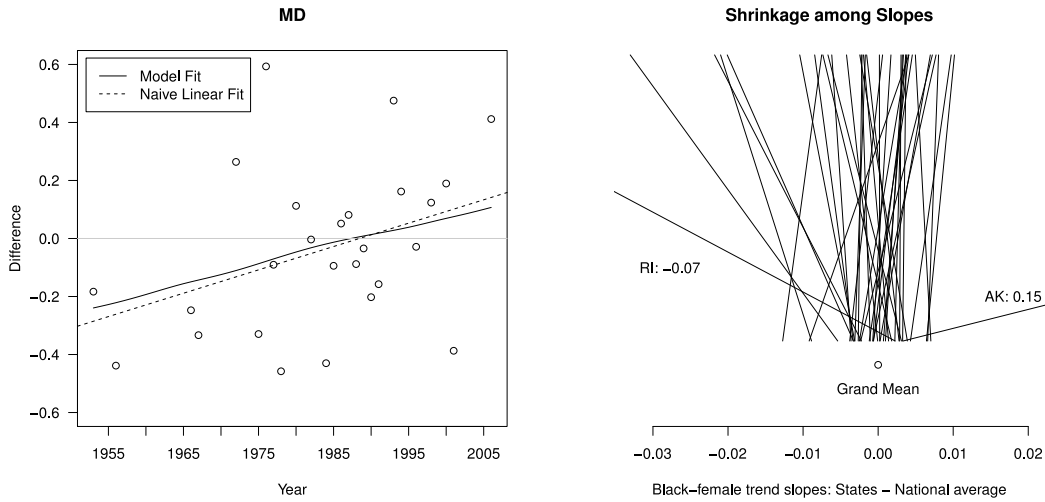 MD
Model Fit
Naive Linear Fit
Difference
0.6
0.4
0.2
0.0
−0.2
−0.4
−0.6
1955 1965 1975 1985 1995 2005
Year
Shrinkage among Slopes
RI: −0.07
AK: 0.15
Grand Mean
−0.03 −0.02 −0.01 0.00 0.01 0.02
Black−female trend slopes: States − National average